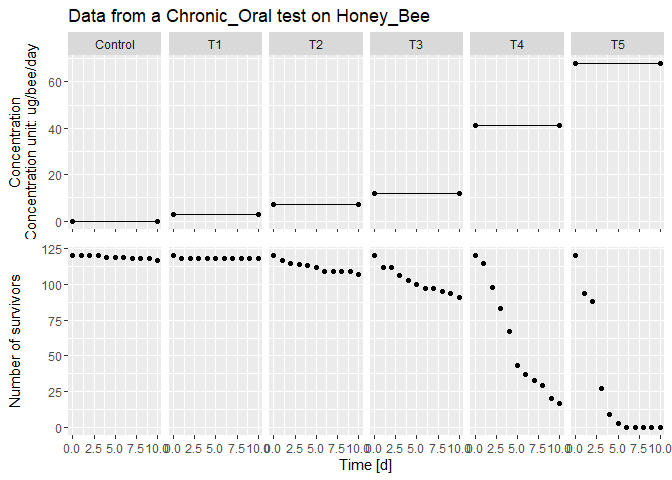 Data from a Chronic_Oral test on Honey_Bee
Control T1 T2 T3 T4 T5
Concentration
Concentration unit: ug/bee/day
60
40
20
0
Number of survivors
125
100
75
50
25
0
0.0 2.5 5.0 7.5 10.0 0.0 2.5 5.0 7.5 10.0 0.0 2.5 5.0 7.5 10.0 0.0 2.5 5.0 7.5 10.0 0.0 2.5 5.0 7.5 10.0 0.0 2.5 5.0 7.5 10.0
Time [d]